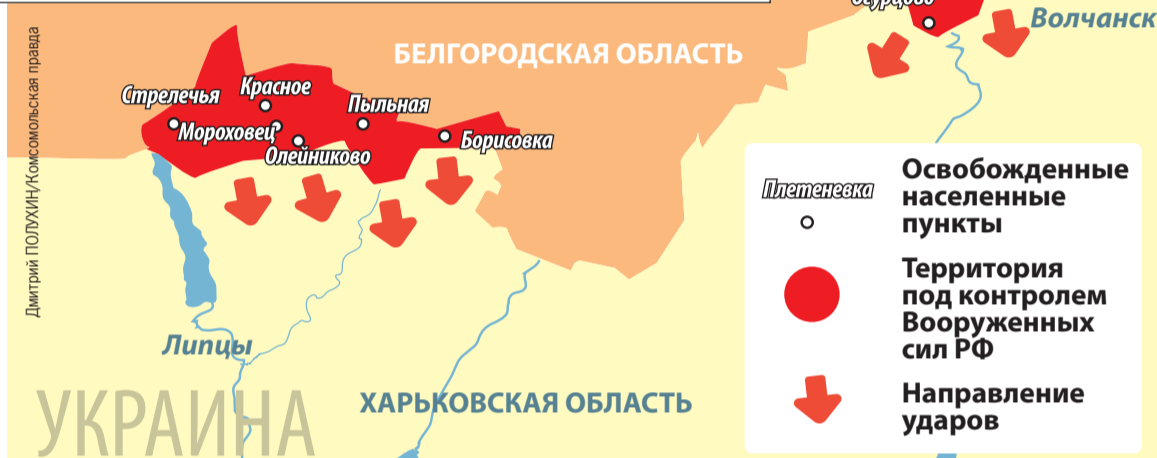 Волчанск
БЕЛГОРОДСКАЯ ОБЛАСТЬ
Стрелечья
Красное
Пыльная
Мороховец
Олейниково
Борисовка
Липцы
УКРАИНА
ХАРЬКОВСКАЯ ОБЛАСТЬ
Плетеневка
Освобожденные
населенные
пункты
Территория
под контролем
Вооруженных
сил РФ
Направление
ударов
Дмитрий ПОЛУХИН/Комсомольская правда